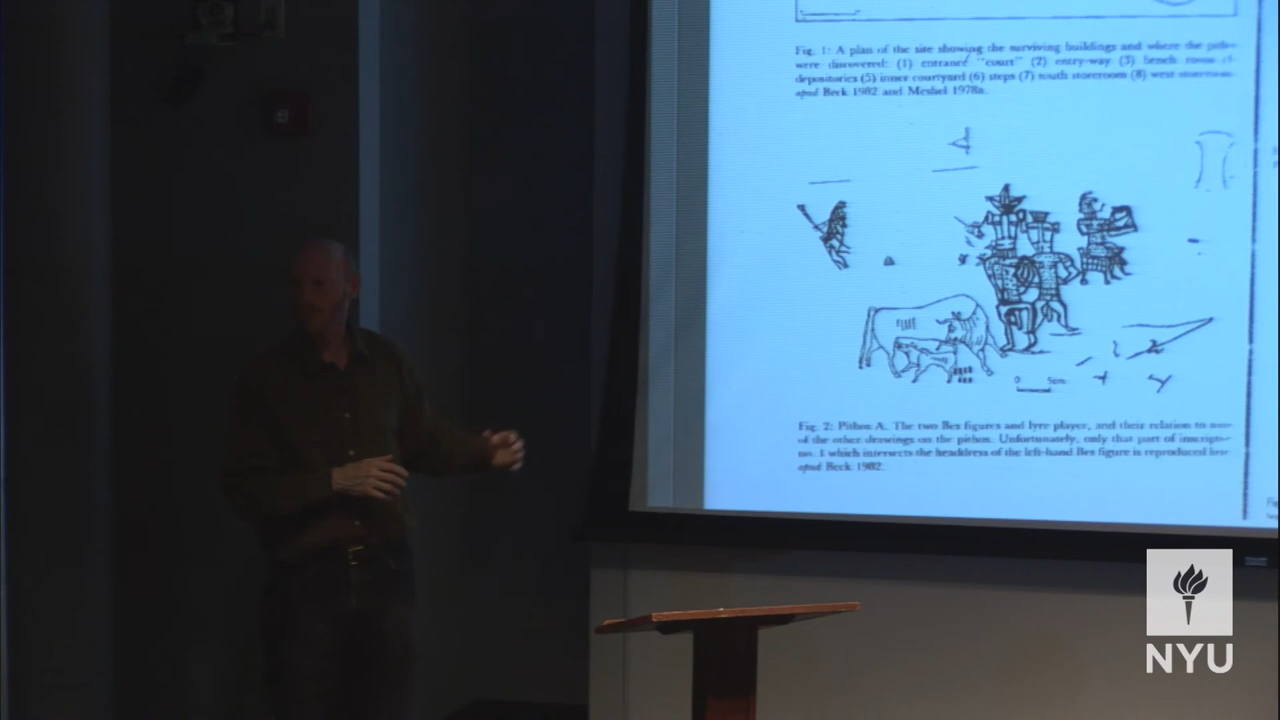 Fig. 1: A plan of the site showing the surviving buildings and where the
were discovered: (1) entrance "court" (2) entry-way (3) bench room
depositories (5) inner courtyard (6) steps (7) south storeroom (8) west
apud Beck 1982 and Meshel 1978a.
0 5cm
Fig. 2: Pithos A. The two Bes figures and lyre player, and their relation to
of the other drawings on the pithos. Unfortunately, only that part of
no. 1 which intersects the headdress of the left-hand Bes figure is reproduced
apud Beck 1982.
NYU